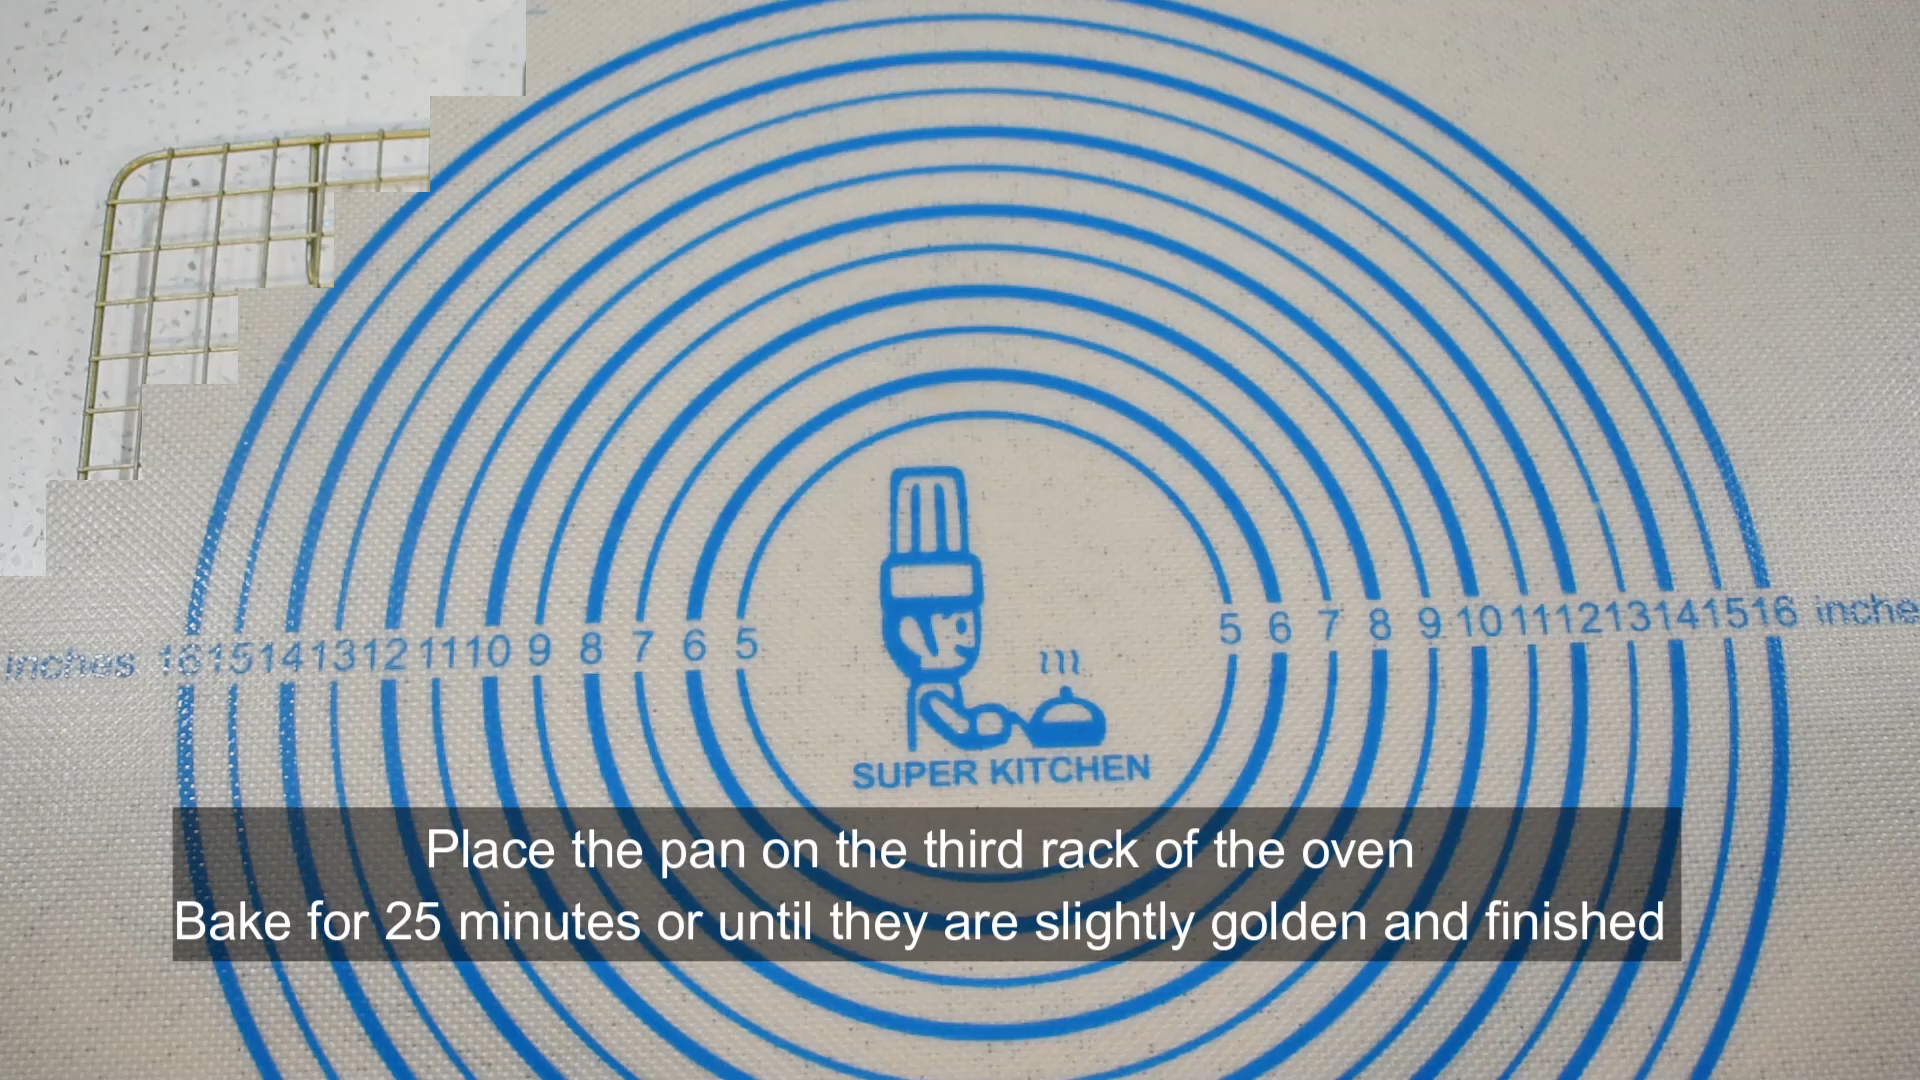 inches 16 15 14 13 12 11 10 9 8 7 6 5 5 6 7 8 9 10 11 12 13 14 15 16 inche
SUPER KITCHEN
Place the pan on the third rack of the oven
Bake for 25 minutes or until they are slightly golden and finished